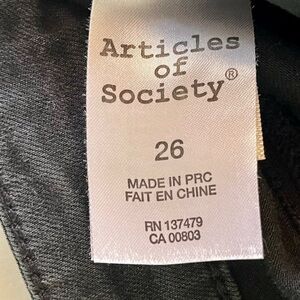 Articles
of
Society®
26
MADE IN PRC
FAIT EN CHINE
RN 137479
CA 00803